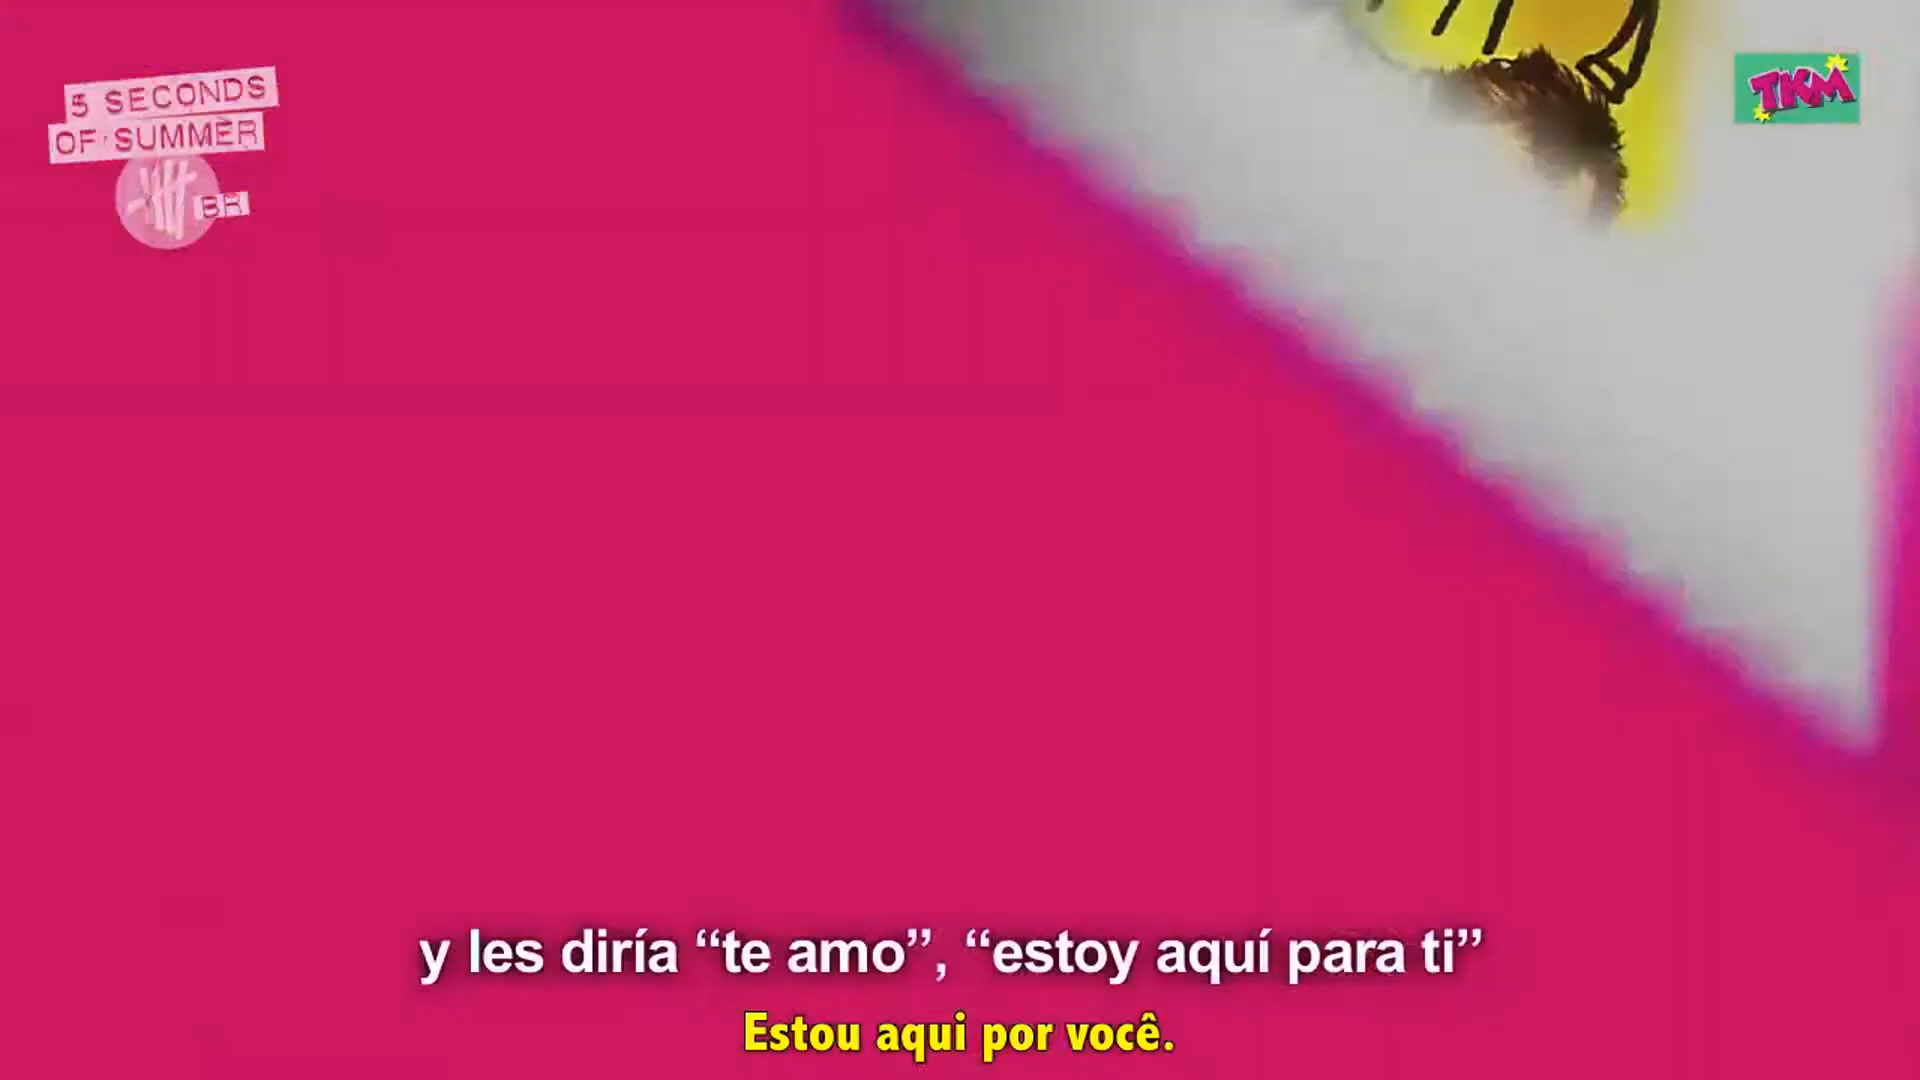 5 SECONDS
OF SUMMER
BR
TKM
y les diría “te amo”, “estoy aquí para ti”
Estou aqui por você.